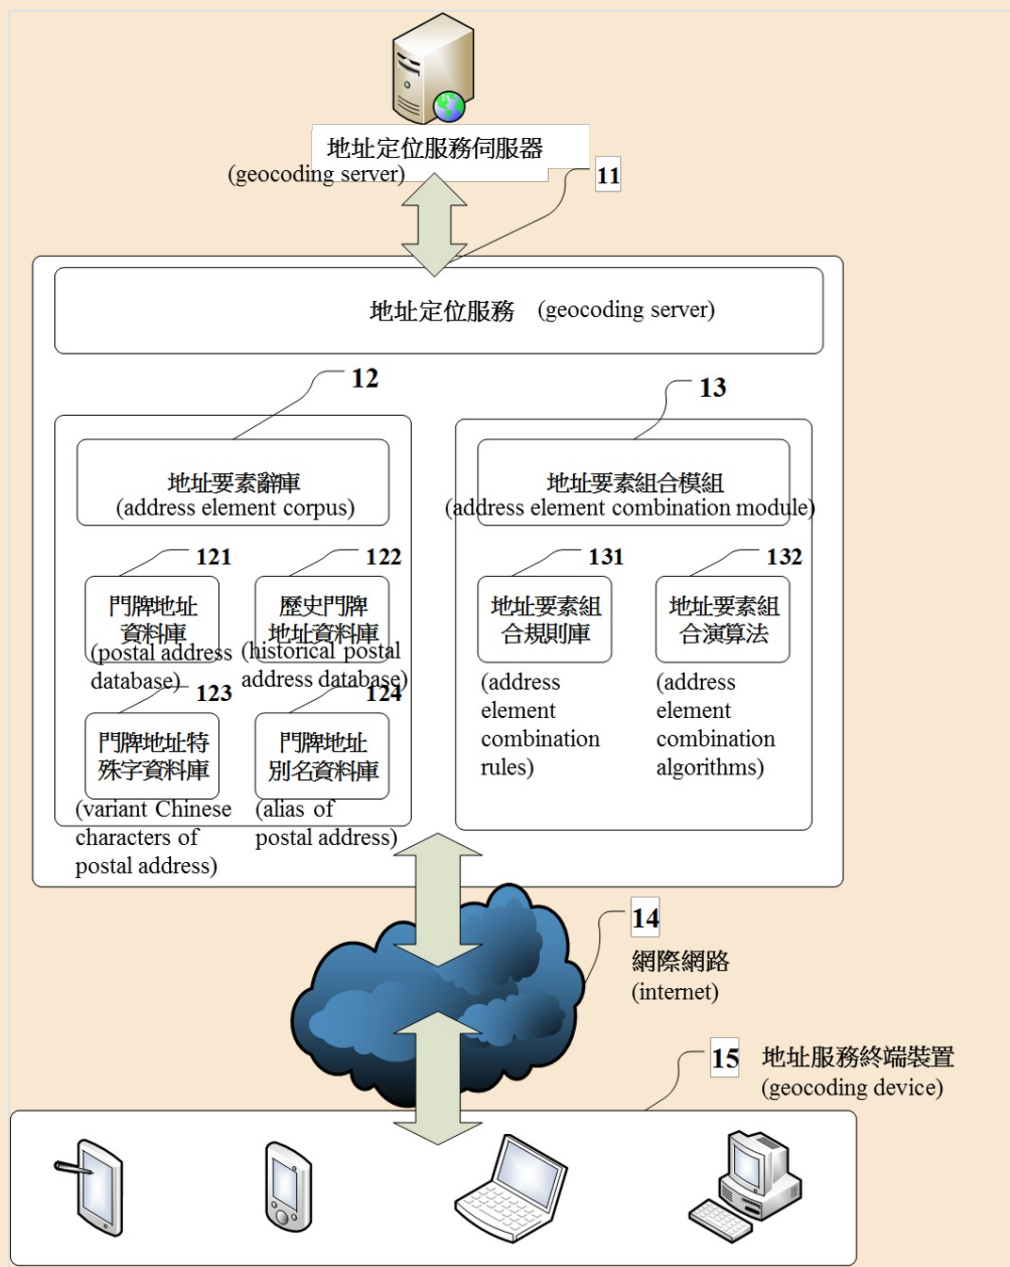 地址定位服務伺服器
(geocoding server)
11
地址定位服務 (geocoding server)
12
13
地址要素辭庫
(address element corpus)
地址要素組合模組
(address element combination module)
121
122
131
132
門牌地址
資料庫
(postal address
database)
歷史門牌
地址資料庫
(historical postal
address database)
地址要素組
合規則庫
(address
element
combination
rules)
地址要素組
合演算法
(address
element
combination
algorithms)
123
124
門牌地址特
殊字資料庫
(variant Chinese
characters of
postal address)
門牌地址
別名資料庫
(alias of
postal address)
14
網際網路
(internet)
15 地址服務終端裝置
(geocoding device)